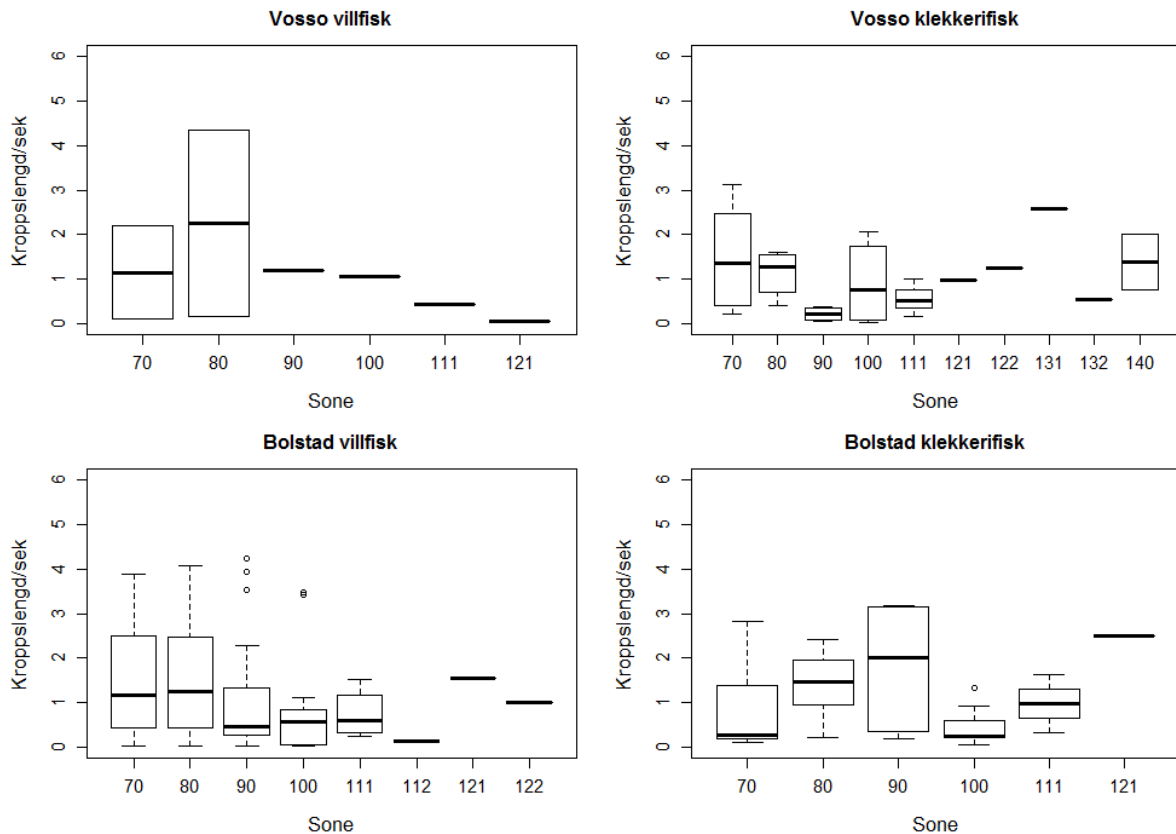 Vosso villfisk
Kroppslengd/sek
6
5
4
3
2
1
0
70 80 90 100 111 121
Sone
Vosso klekkerifisk
Kroppslengd/sek
6
5
4
3
2
1
0
70 80 90 100 111 121 122 131 132 140
Sone
Bolstad villfisk
Kroppslengd/sek
6
5
4
3
2
1
0
70 80 90 100 111 112 121 122
Sone
Bolstad klekkerifisk
Kroppslengd/sek
6
5
4
3
2
1
0
70 80 90 100 111 121
Sone